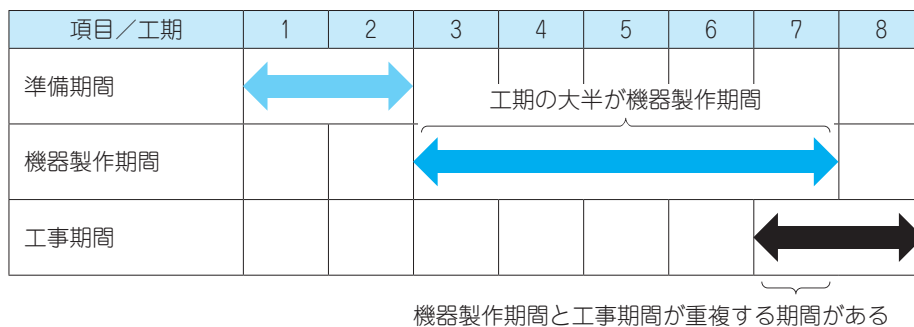 項目／工期 1 2 3 4 5 6 7 8
準備期間
工期の大半が機器製作期間
機器製作期間
工事期間
機器製作期間と工事期間が重複する期間がある